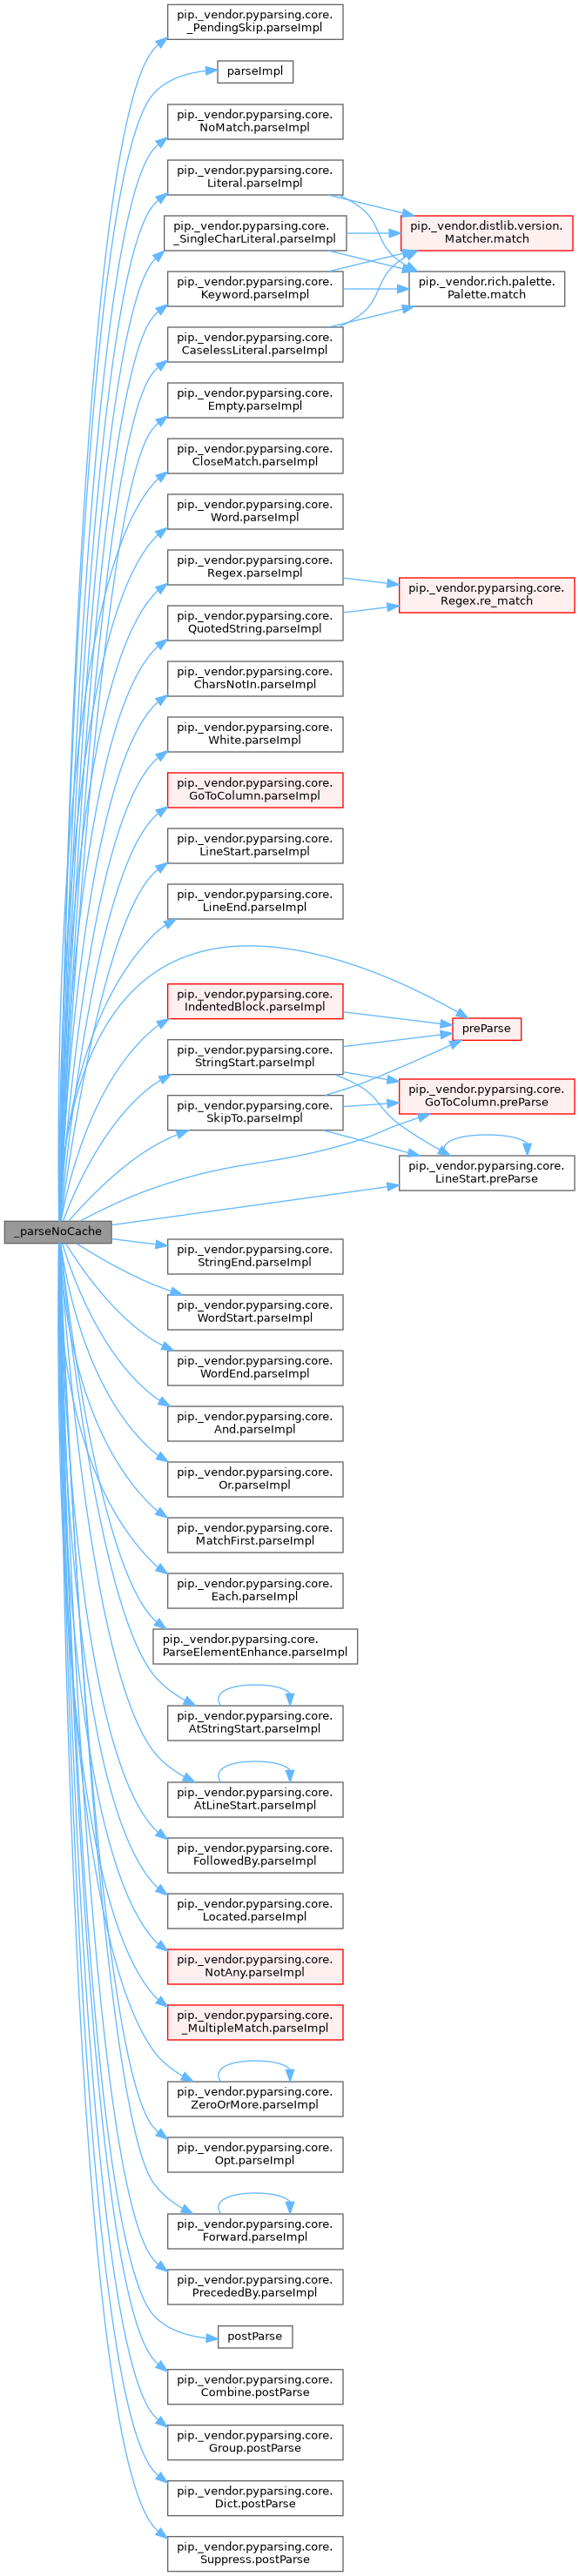 pip._vendor.pyparsing.core.
_PendingSkip.parseImpl
parseImpl
pip._vendor.pyparsing.core.
NoMatch.parseImpl
pip._vendor.pyparsing.core.
Literal.parseImpl
pip._vendor.pyparsing.core.
_SingleCharLiteral.parseImpl
pip._vendor.distlib.version.
Matcher.match
pip._vendor.pyparsing.core.
Keyword.parseImpl
pip._vendor.rich.palette.
Palette.match
pip._vendor.pyparsing.core.
CaselessLiteral.parseImpl
pip._vendor.pyparsing.core.
Empty.parseImpl
pip._vendor.pyparsing.core.
CloseMatch.parseImpl
pip._vendor.pyparsing.core.
Word.parseImpl
pip._vendor.pyparsing.core.
Regex.parseImpl
pip._vendor.pyparsing.core.
Regex.re_match
pip._vendor.pyparsing.core.
QuotedString.parseImpl
pip._vendor.pyparsing.core.
CharsNotIn.parseImpl
pip._vendor.pyparsing.core.
White.parseImpl
pip._vendor.pyparsing.core.
GoToColumn.parseImpl
pip._vendor.pyparsing.core.
LineStart.parseImpl
pip._vendor.pyparsing.core.
LineEnd.parseImpl
pip._vendor.pyparsing.core.
IndentedBlock.parseImpl
preParse
pip._vendor.pyparsing.core.
StringStart.parseImpl
pip._vendor.pyparsing.core.
GoToColumn.preParse
pip._vendor.pyparsing.core.
SkipTo.parseImpl
pip._vendor.pyparsing.core.
LineStart.preParse
_parseNoCache
pip._vendor.pyparsing.core.
StringEnd.parseImpl
pip._vendor.pyparsing.core.
WordStart.parseImpl
pip._vendor.pyparsing.core.
WordEnd.parseImpl
pip._vendor.pyparsing.core.
And.parseImpl
pip._vendor.pyparsing.core.
Or.parseImpl
pip._vendor.pyparsing.core.
MatchFirst.parseImpl
pip._vendor.pyparsing.core.
Each.parseImpl
pip._vendor.pyparsing.core.
ParseElementEnhance.parseImpl
pip._vendor.pyparsing.core.
AtStringStart.parseImpl
pip._vendor.pyparsing.core.
AtLineStart.parseImpl
pip._vendor.pyparsing.core.
FollowedBy.parseImpl
pip._vendor.pyparsing.core.
Located.parseImpl
pip._vendor.pyparsing.core.
NotAny.parseImpl
pip._vendor.pyparsing.core.
_MultipleMatch.parseImpl
pip._vendor.pyparsing.core.
ZeroOrMore.parseImpl
pip._vendor.pyparsing.core.
Opt.parseImpl
pip._vendor.pyparsing.core.
Forward.parseImpl
pip._vendor.pyparsing.core.
PrecededBy.parseImpl
postParse
pip._vendor.pyparsing.core.
Combine.postParse
pip._vendor.pyparsing.core.
Group.postParse
pip._vendor.pyparsing.core.
Dict.postParse
pip._vendor.pyparsing.core.
Suppress.postParse